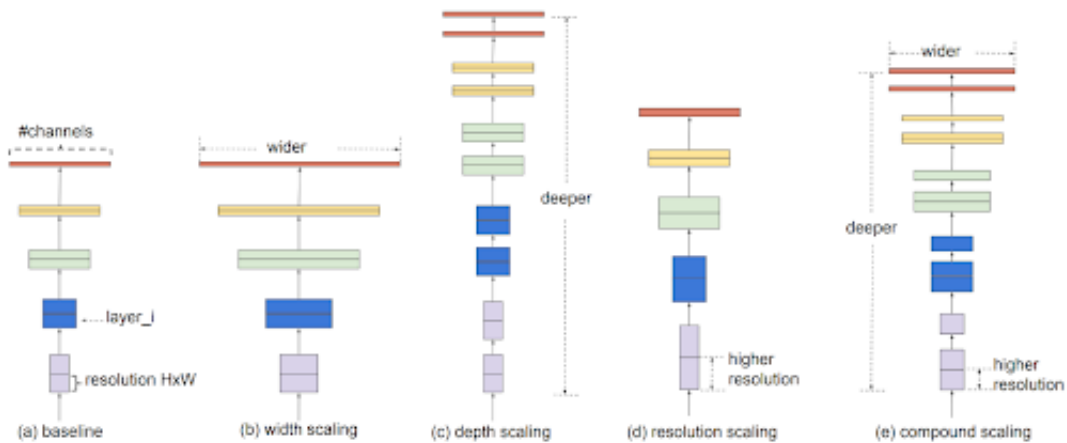 #channels
layer_i
resolution HxW
(a) baseline
wider
(b) width scaling
deeper
(c) depth scaling
higher
resolution
(d) resolution scaling
wider
deeper
higher
resolution
(e) compound scaling